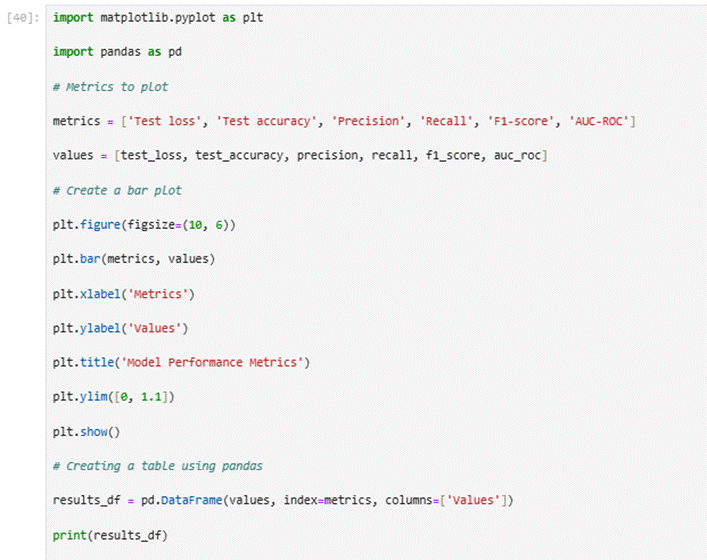 [40]:
import matplotlib.pyplot as plt
import pandas as pd
# Metrics to plot
metrics = ['Test loss', 'Test accuracy', 'Precision', 'Recall', 'F1-score', 'AUC-ROC']
values = [test_loss, test_accuracy, precision, recall, f1_score, auc_roc]
# Create a bar plot
plt.figure(figsize=(10, 6))
plt.bar(metrics, values)
plt.xlabel('Metrics')
plt.ylabel('Values')
plt.title('Model Performance Metrics')
plt.ylim([0, 1.1])
plt.show()
# Creating a table using pandas
results_df = pd.DataFrame(values, index=metrics, columns=['Values'])
print(results_df)